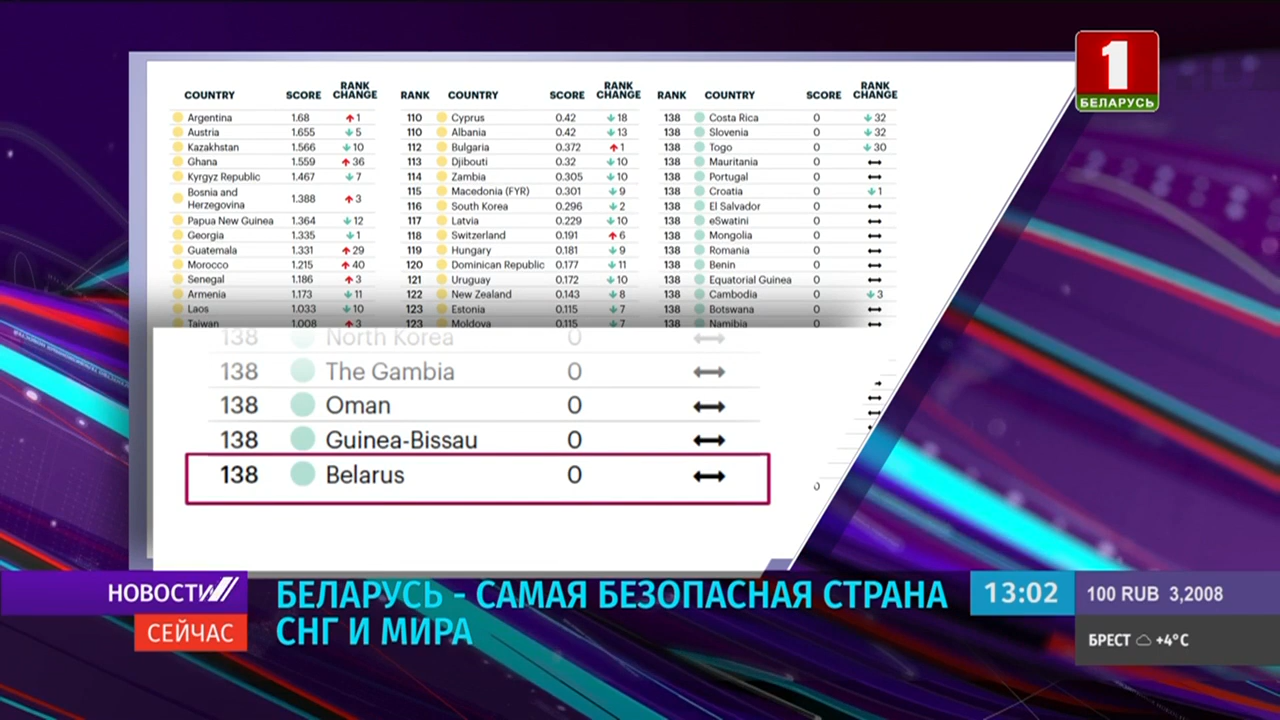 1
БЕЛАРУСЬ
COUNTRY SCORE RANK CHANGE RANK COUNTRY SCORE RANK CHANGE RANK COUNTRY SCORE RANK CHANGE
Argentina 1.68 ↑1 110 Cyprus 0.42 ↓18 138 Costa Rica 0 ↓32
Austria 1.655 ↓5 110 Albania 0.42 ↓13 138 Slovenia 0 ↓32
Kazakhstan 1.566 ↓10 112 Bulgaria 0.372 ↑1 138 Togo 0 ↓30
Ghana 1.559 ↑36 113 Djibouti 0.32 ↓10 138 Mauritania 0 ↔
Kyrgyz Republic 1.467 ↓7 114 Zambia 0.305 ↓10 138 Portugal 0 ↔
Bosnia and Herzegovina 1.388 ↑3 115 Macedonia (FYR) 0.301 ↓9 138 Croatia 0 ↓1
116 South Korea 0.296 ↓2 138 El Salvador 0 ↔
Papua New Guinea 1.364 ↓12 117 Latvia 0.229 ↓10 138 eSwatini 0 ↔
Georgia 1.335 ↓1 118 Switzerland 0.191 ↑6 138 Mongolia 0 ↔
Guatemala 1.331 ↑29 119 Hungary 0.181 ↓9 138 Romania 0 ↔
Morocco 1.215 ↑40 120 Dominican Republic 0.177 ↓11 138 Benin 0 ↔
Senegal 1.186 ↑3 121 Uruguay 0.172 ↓10 138 Equatorial Guinea 0 ↔
Armenia 1.173 ↓11 122 New Zealand 0.143 ↓8 138 Cambodia 0 ↓3
Laos 1.033 ↓10 123 Estonia 0.115 ↓7 138 Botswana 0 ↔
Taiwan 1.008 ↑3 123 Moldova 0.115 ↓7 138 Namibia 0 ↔
138 North Korea 0 ↔
138 The Gambia 0 ↔
138 Oman 0 ↔
138 Guinea-Bissau 0 ↔
138 Belarus 0 ↔
НОВОСТИ
СЕЙЧАС
БЕЛАРУСЬ - САМАЯ БЕЗОПАСНАЯ СТРАНА
СНГ И МИРА
13:02
100 RUB 3,2008
БРЕСТ +4°C